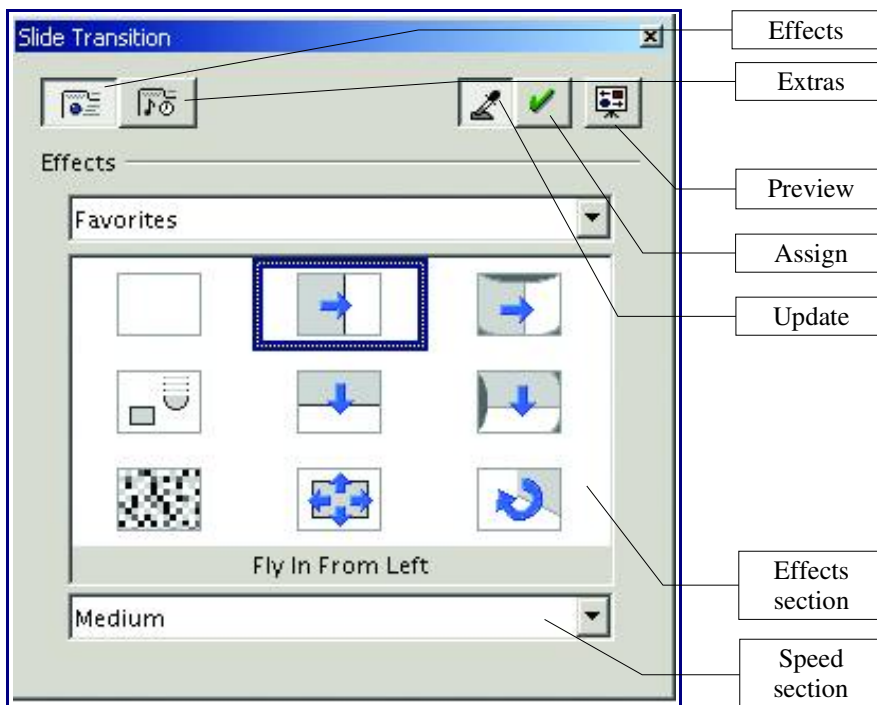 Slide Transition
Effects
Extras
Effects
Preview
Favorites
Assign
Update
Fly In From Left
Effects
section
Medium
Speed
section